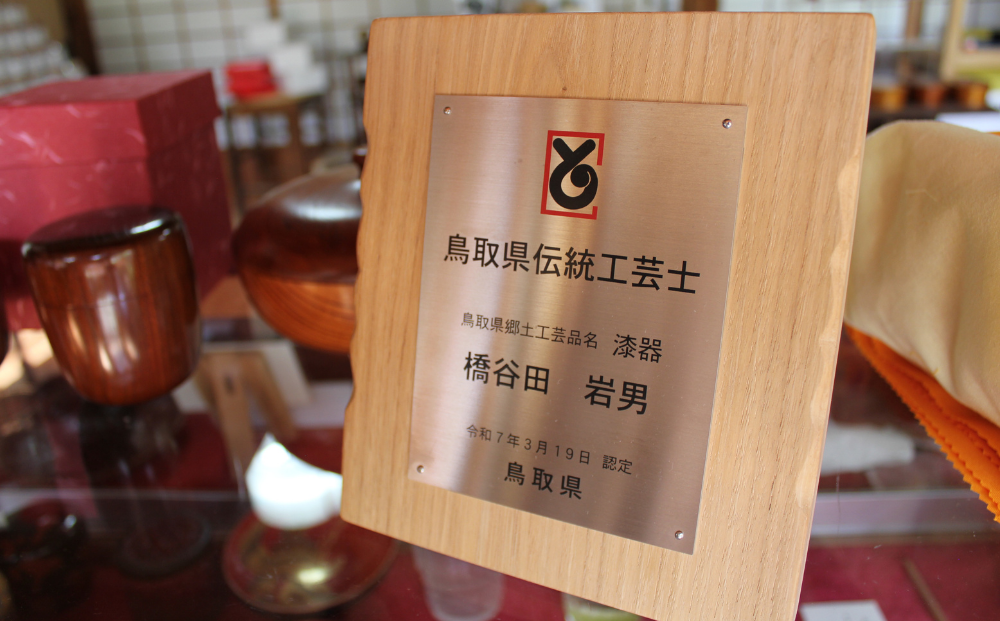 と
鳥取県伝統工芸士
鳥取県郷土工芸品名 漆器
橋谷田 岩男
令和7年3月19日 認定
鳥取県